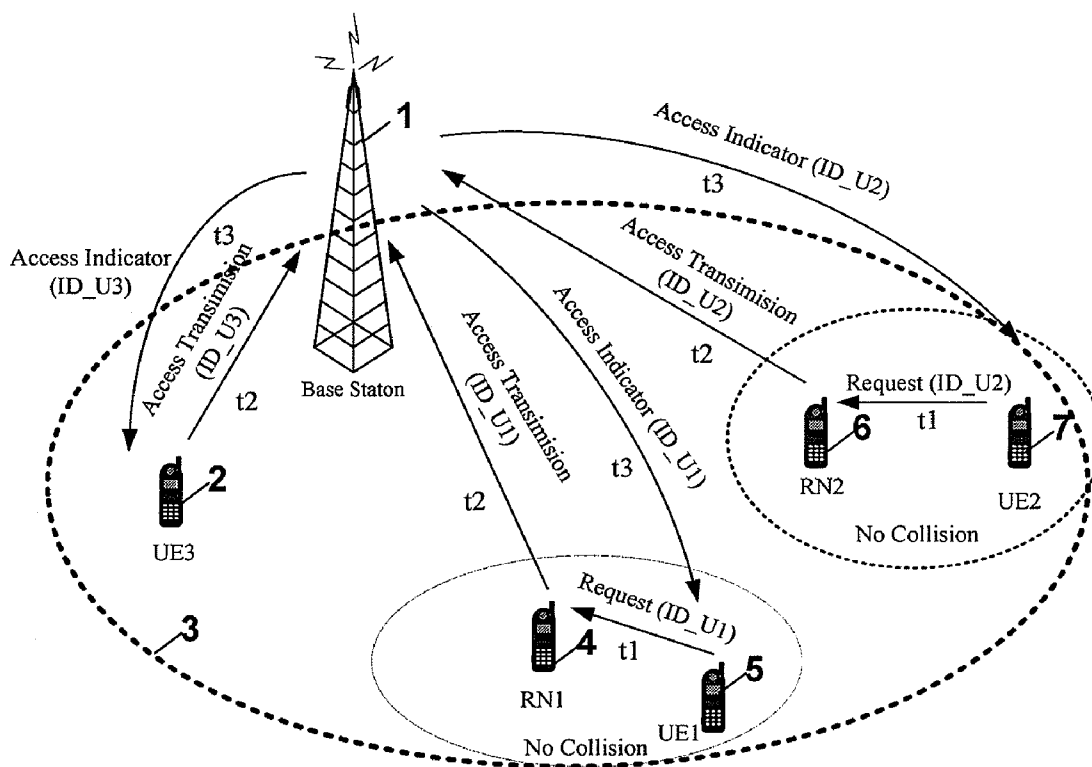 1
Access Indicator (ID_U2)
t3
t3
Access Indicator
(ID_U3)
Access Transimision
(ID_U3)
t2
Base Staton
Access Transimision
(ID_U2)
t2
Access Indicator (ID_U1)
t3
Access Transimision
(ID_U1)
t2
Request (ID_U2)
t1
6
7
RN2
UE2
No Collision
2
UE3
3
Request (ID_U1)
t1
4
5
RN1
UE1
No Collision